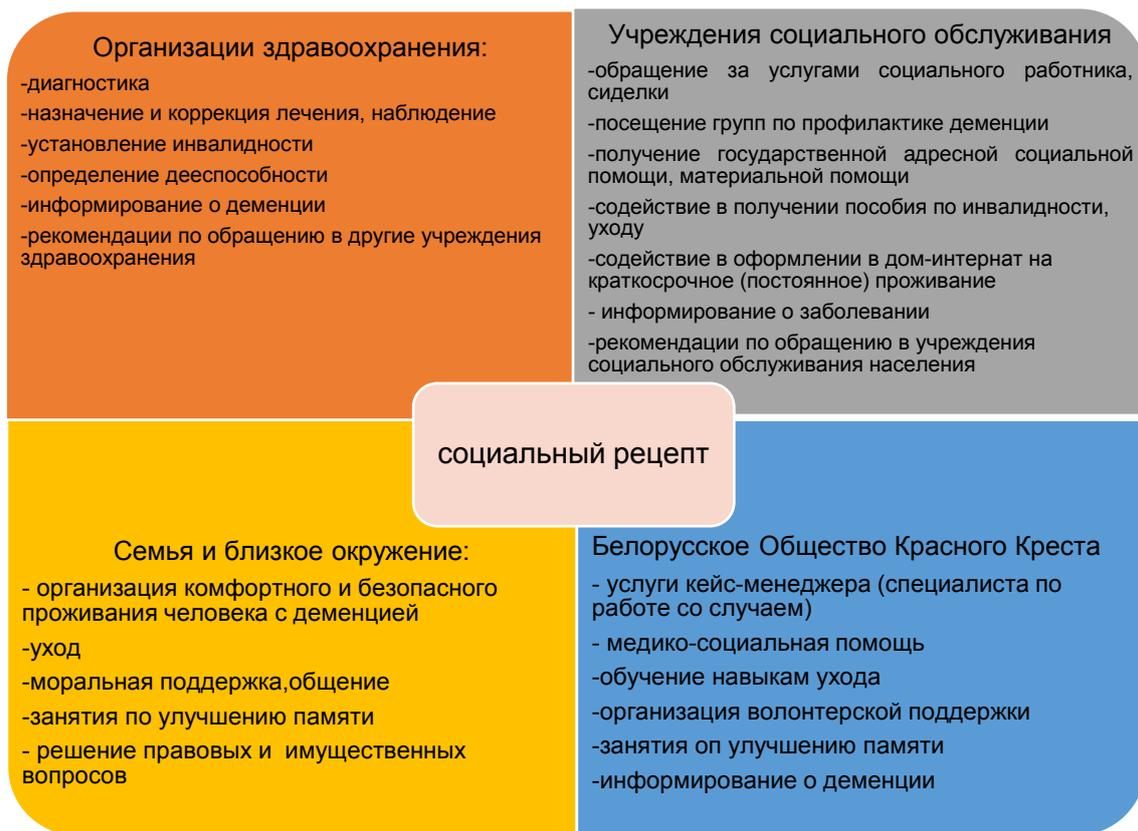 Организации здравоохранения:
-диагностика
-назначение и коррекция лечения, наблюдение
-установление инвалидности
-определение дееспособности
-информирование о деменции
-рекомендации по обращению в другие учреждения
здравоохранения
Учреждения социального обслуживания
-обращение за услугами социального работника,
сиделки
-посещение групп по профилактике деменции
-получение государственной адресной социальной
помощи, материальной помощи
-содействие в получении пособия по инвалидности,
уходу
-содействие в оформлении в дом-интернат на
краткосрочное (постоянное) проживание
- информирование о заболевании
-рекомендации по обращению в учреждения
социального обслуживания населения
социальный рецепт
Семья и близкое окружение:
- организация комфортного и безопасного
проживания человека с деменцией
-уход
-моральная поддержка,общение
-занятия по улучшению памяти
- решение правовых и имущественных
вопросов
Белорусское Общество Красного Креста
- услуги кейс-менеджера (специалиста по
работе со случаем)
- медико-социальная помощь
-обучение навыкам ухода
-организация волонтерской поддержки
-занятия оп улучшению памяти
-информирование о деменции